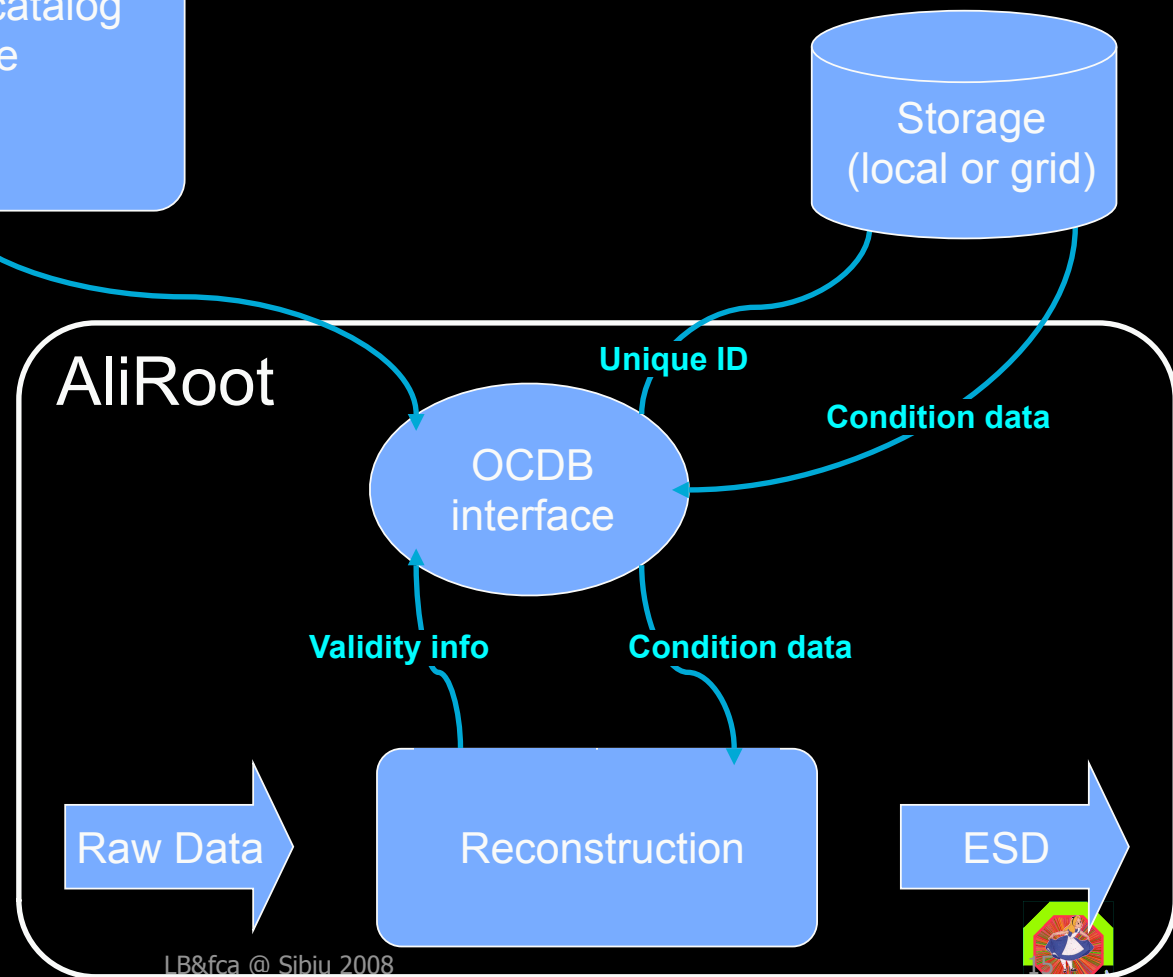 catalog
Storage
(local or grid)
AliRoot
Unique ID
Condition data
OCDB
interface
Validity info
Condition data
Raw Data
Reconstruction
ESD
LB&fca @ Sibiu 2008
15